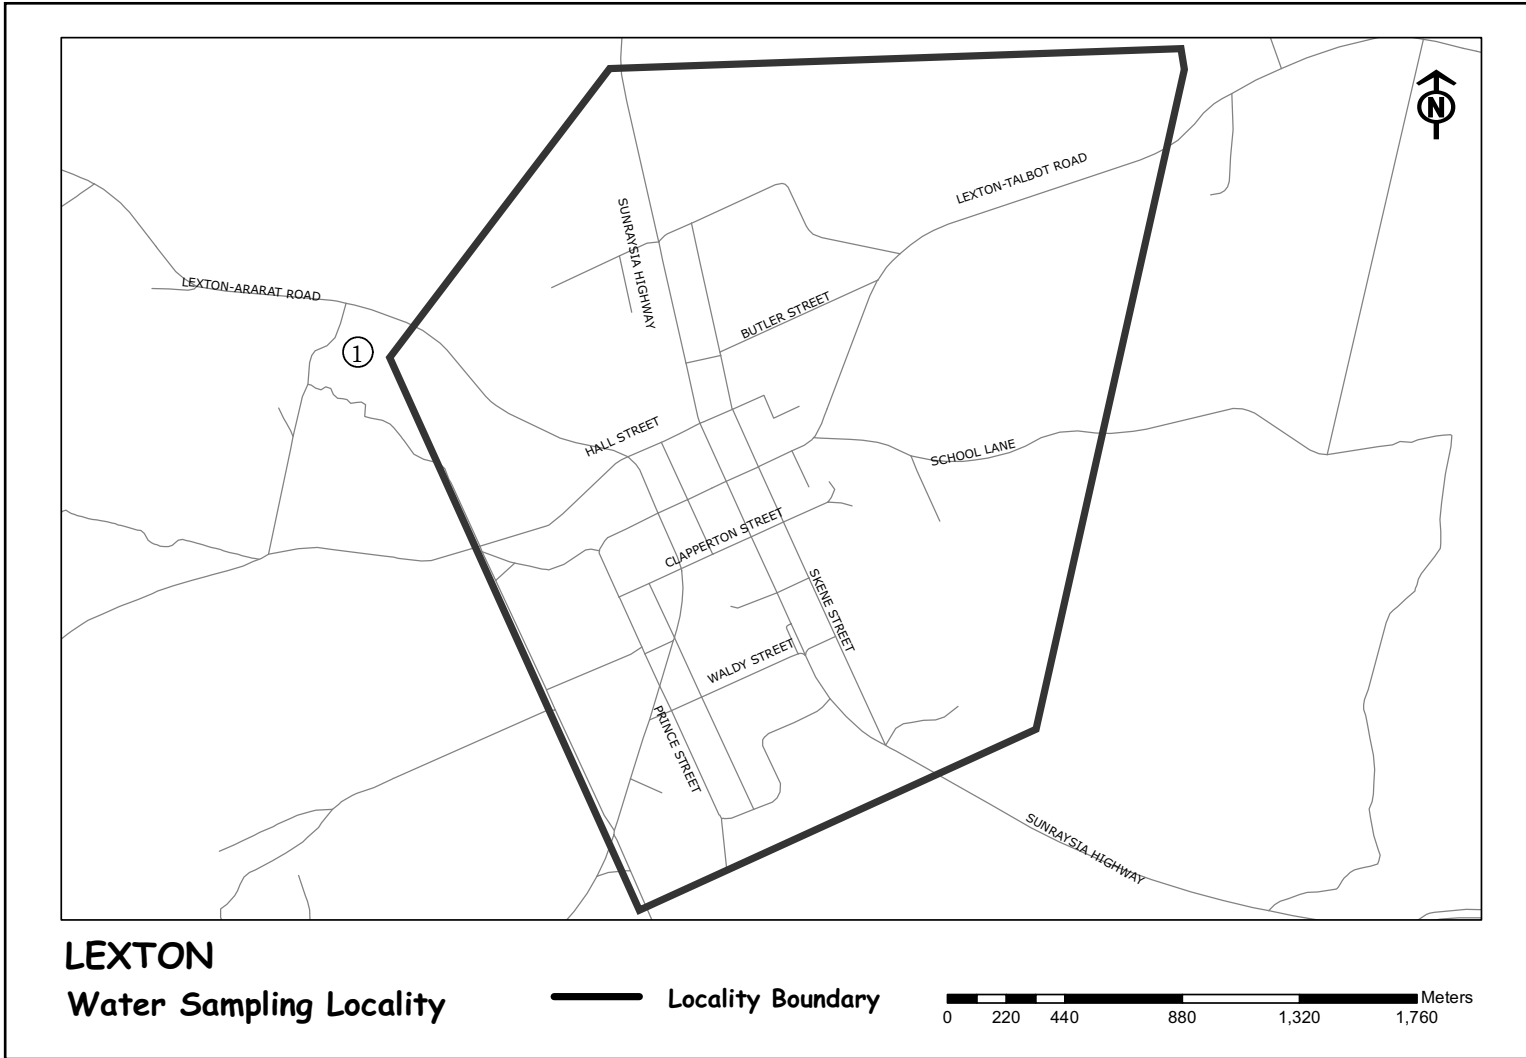 N
LEXTON-TALBOT ROAD
SUNRAYSIA HIGHWAY
LEXTON-ARARAT ROAD
BUTLER STREET
1
HALL STREET
SCHOOL LANE
CLAPPERTON STREET
SKENE STREET
WALDY STREET
PRINCE STREET
SUNRAYSIA HIGHWAY
LEXTON
Water Sampling Locality
Locality Boundary
Meters
0 220 440 880 1,320 1,760